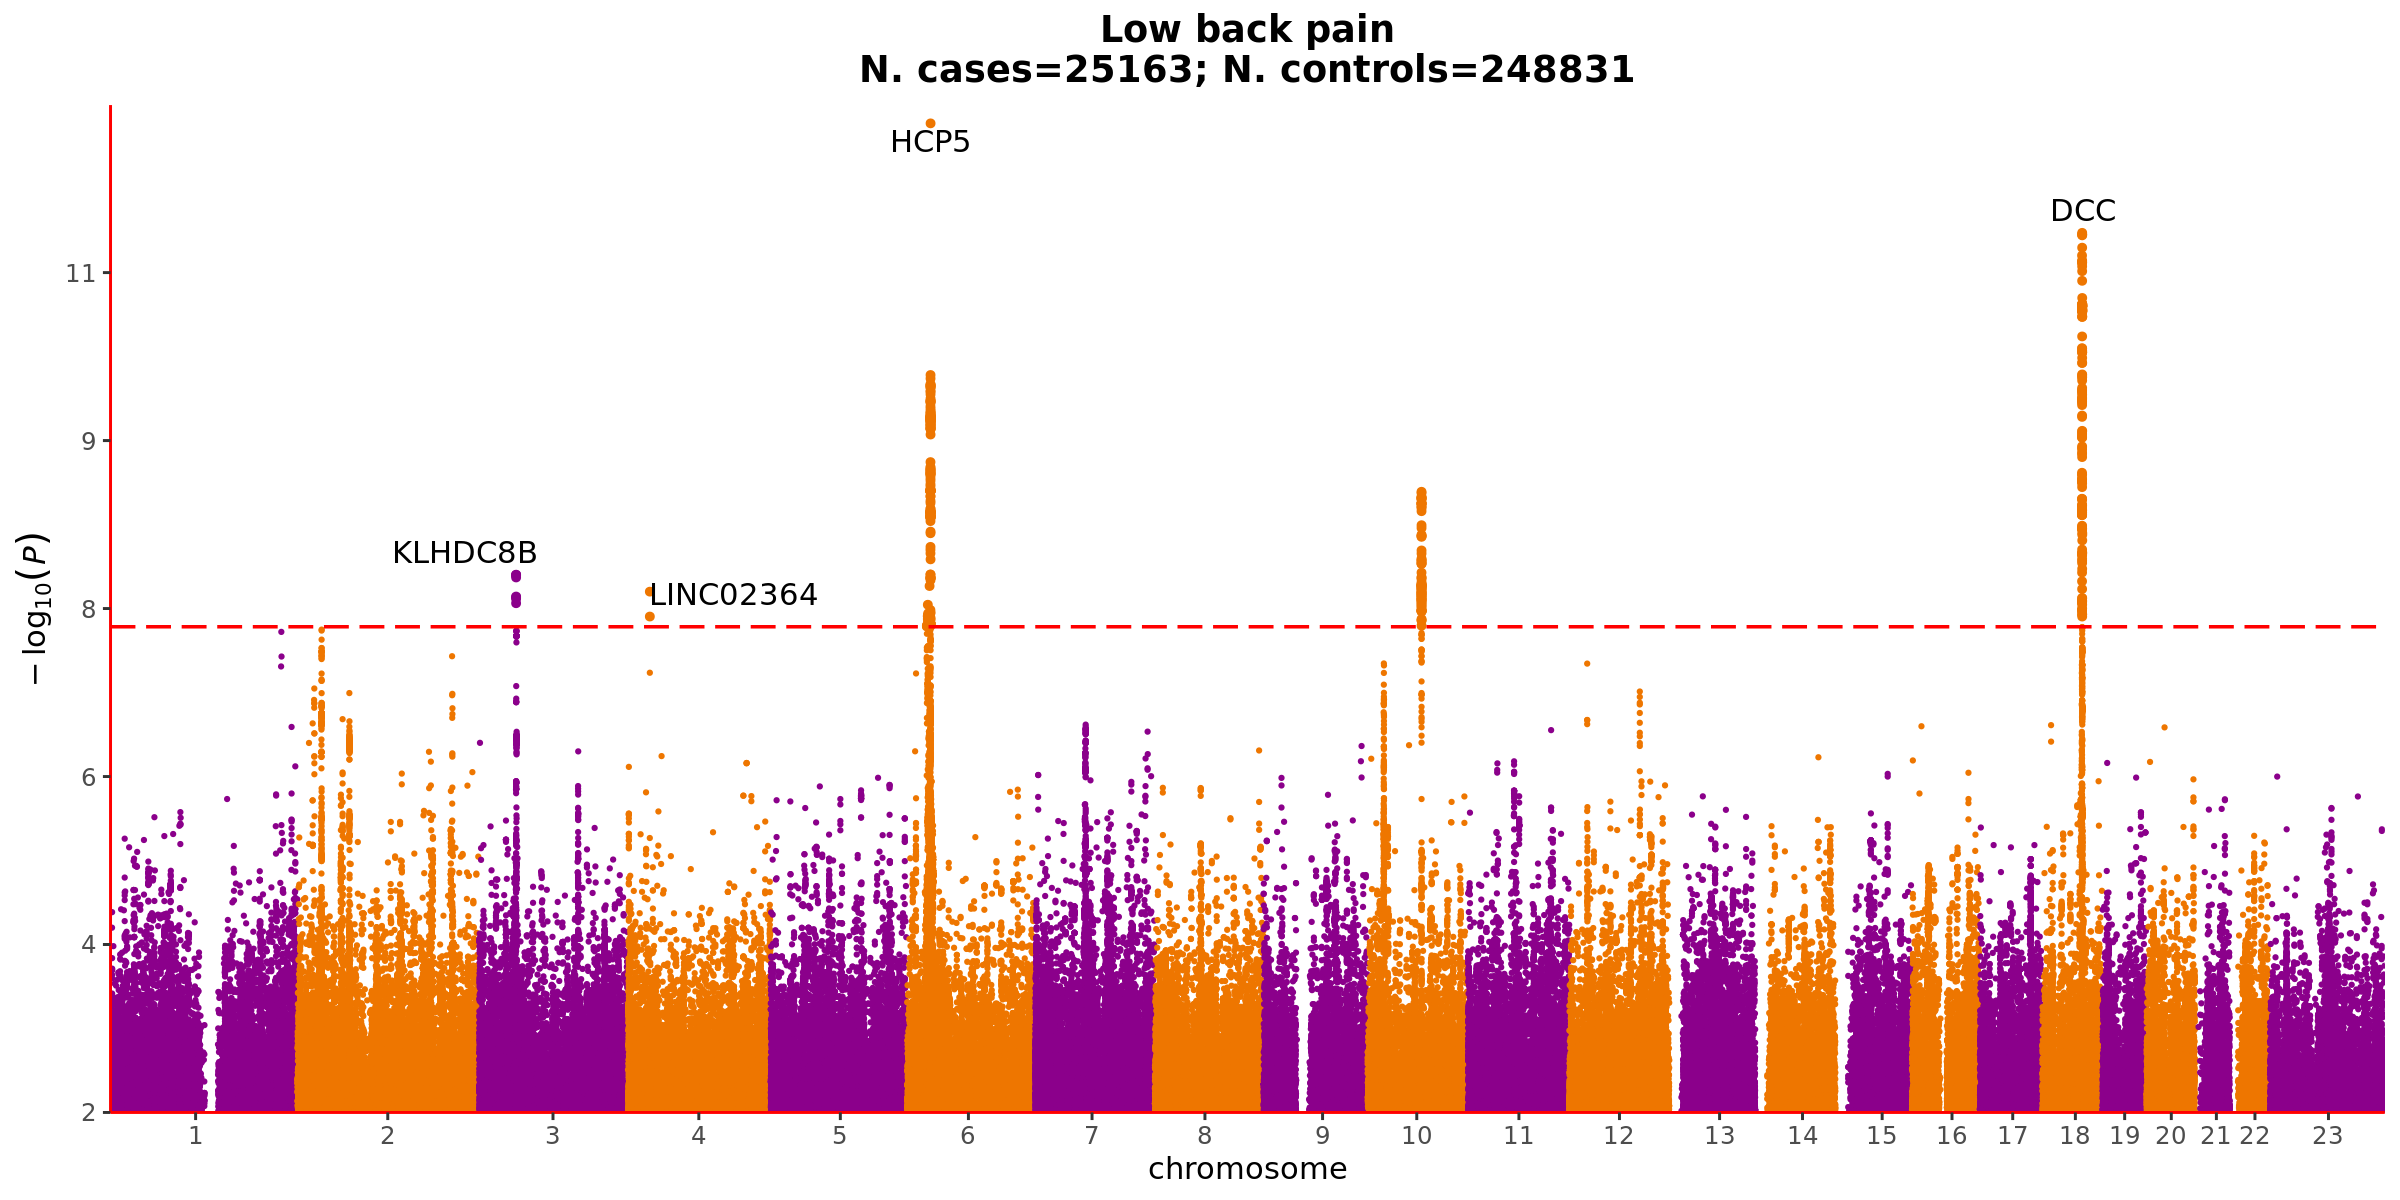 Low back pain
N. cases=25163; N. controls=248831
HCP5
DCC
11
9
KLHDC8B
LINC02364
8
6
4
2
−log₁₀(P)
1 2 3 4 5 6 7 8 9 10 11 12 13 14 15 16 17 18 19 20 21 22 23
chromosome